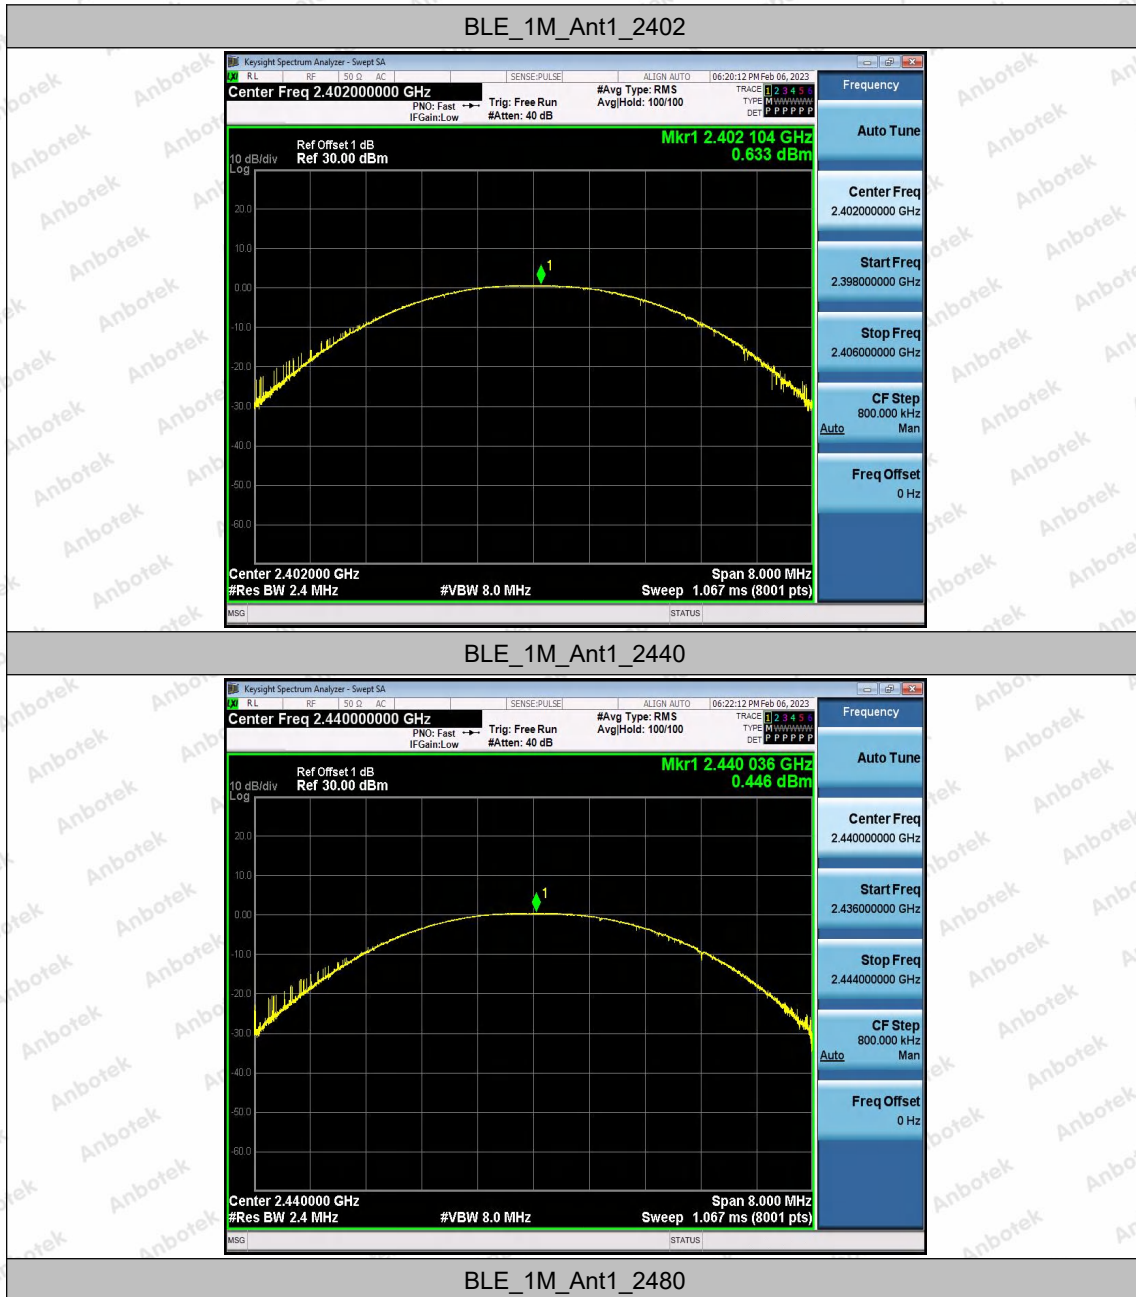 BLE_1M_Ant1_2402
Keysight Spectrum Analyzer - Swept SA
RL RF 50 Ω AC SENSE:PULSE ALIGN AUTO 06:20:12 PM Feb 06, 2023
Center Freq 2.402000000 GHz
PNO: Fast
IFGain:Low
Trig: Free Run
#Atten: 40 dB
#Avg Type: RMS
Avg|Hold: 100/100
TRACE 1 2 3 4 5 6
TYPE M W W W W W
DET P P P P P P
Mkr1 2.402 104 GHz
0.633 dBm
Ref Offset 1 dB
10 dB/div Ref 30.00 dBm
Log
1
20.0
10.0
0.00
-10.0
-20.0
-30.0
-40.0
-50.0
-60.0
Center 2.402000 GHz Span 8.000 MHz
#Res BW 2.4 MHz #VBW 8.0 MHz Sweep 1.067 ms (8001 pts)
MSG STATUS
Frequency
Auto Tune
Center Freq
2.402000000 GHz
Start Freq
2.398000000 GHz
Stop Freq
2.406000000 GHz
CF Step
800.000 kHz
Auto Man
Freq Offset
0 Hz
BLE_1M_Ant1_2440
Keysight Spectrum Analyzer - Swept SA
RL RF 50 Ω AC SENSE:PULSE ALIGN AUTO 06:22:12 PM Feb 06, 2023
Center Freq 2.440000000 GHz
PNO: Fast
IFGain:Low
Trig: Free Run
#Atten: 40 dB
#Avg Type: RMS
Avg|Hold: 100/100
TRACE 1 2 3 4 5 6
TYPE M W W W W W
DET P P P P P P
Mkr1 2.440 036 GHz
0.446 dBm
Ref Offset 1 dB
10 dB/div Ref 30.00 dBm
Log
1
20.0
10.0
0.00
-10.0
-20.0
-30.0
-40.0
-50.0
-60.0
Center 2.440000 GHz Span 8.000 MHz
#Res BW 2.4 MHz #VBW 8.0 MHz Sweep 1.067 ms (8001 pts)
MSG STATUS
Frequency
Auto Tune
Center Freq
2.440000000 GHz
Start Freq
2.436000000 GHz
Stop Freq
2.444000000 GHz
CF Step
800.000 kHz
Auto Man
Freq Offset
0 Hz
BLE_1M_Ant1_2480
Anbotek